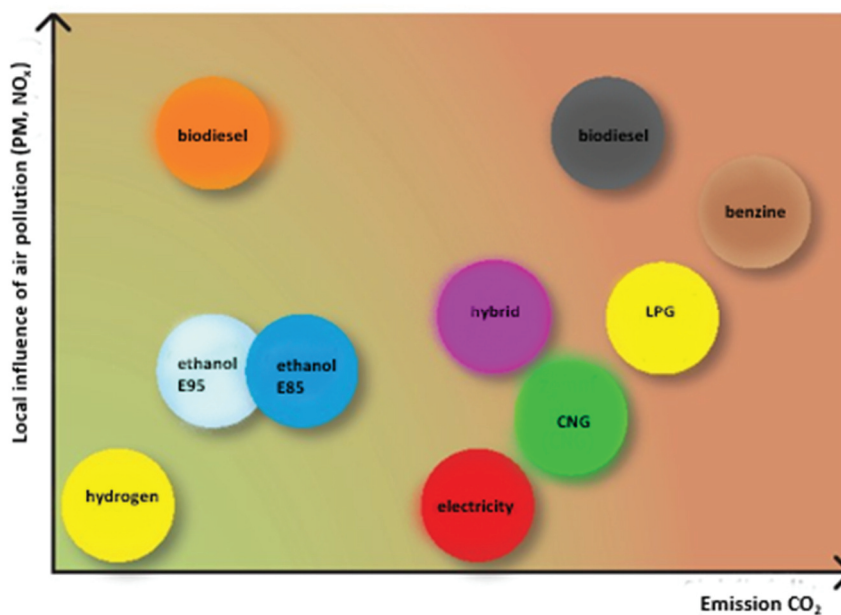 Local influence of air pollution (PM, NOₓ)
biodiesel
biodiesel
benzine
hybrid
LPG
ethanol
E95
ethanol
E85
CNG
hydrogen
electricity
Emission CO₂